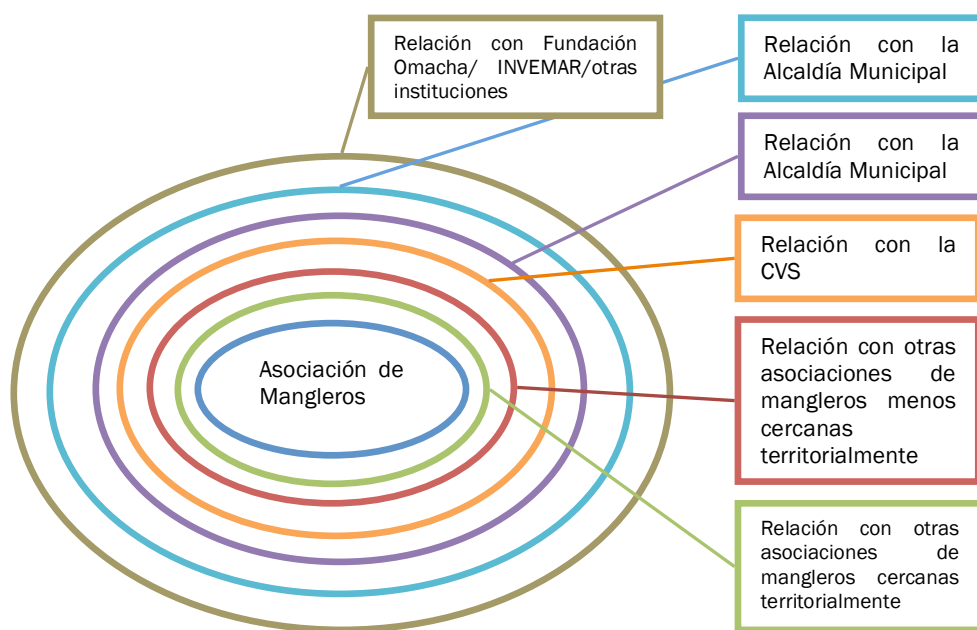 Relación con Fundación
Omacha/ INVEMAR/otras
instituciones
Relación con la
Alcaldía Municipal
Relación con la
Alcaldía Municipal
Relación con la
CVS
Relación con otras
asociaciones de
mangleros menos
cercanas
territorialmente
Relación con otras
asociaciones de
mangleros cercanas
territorialmente
Asociación de
Mangleros